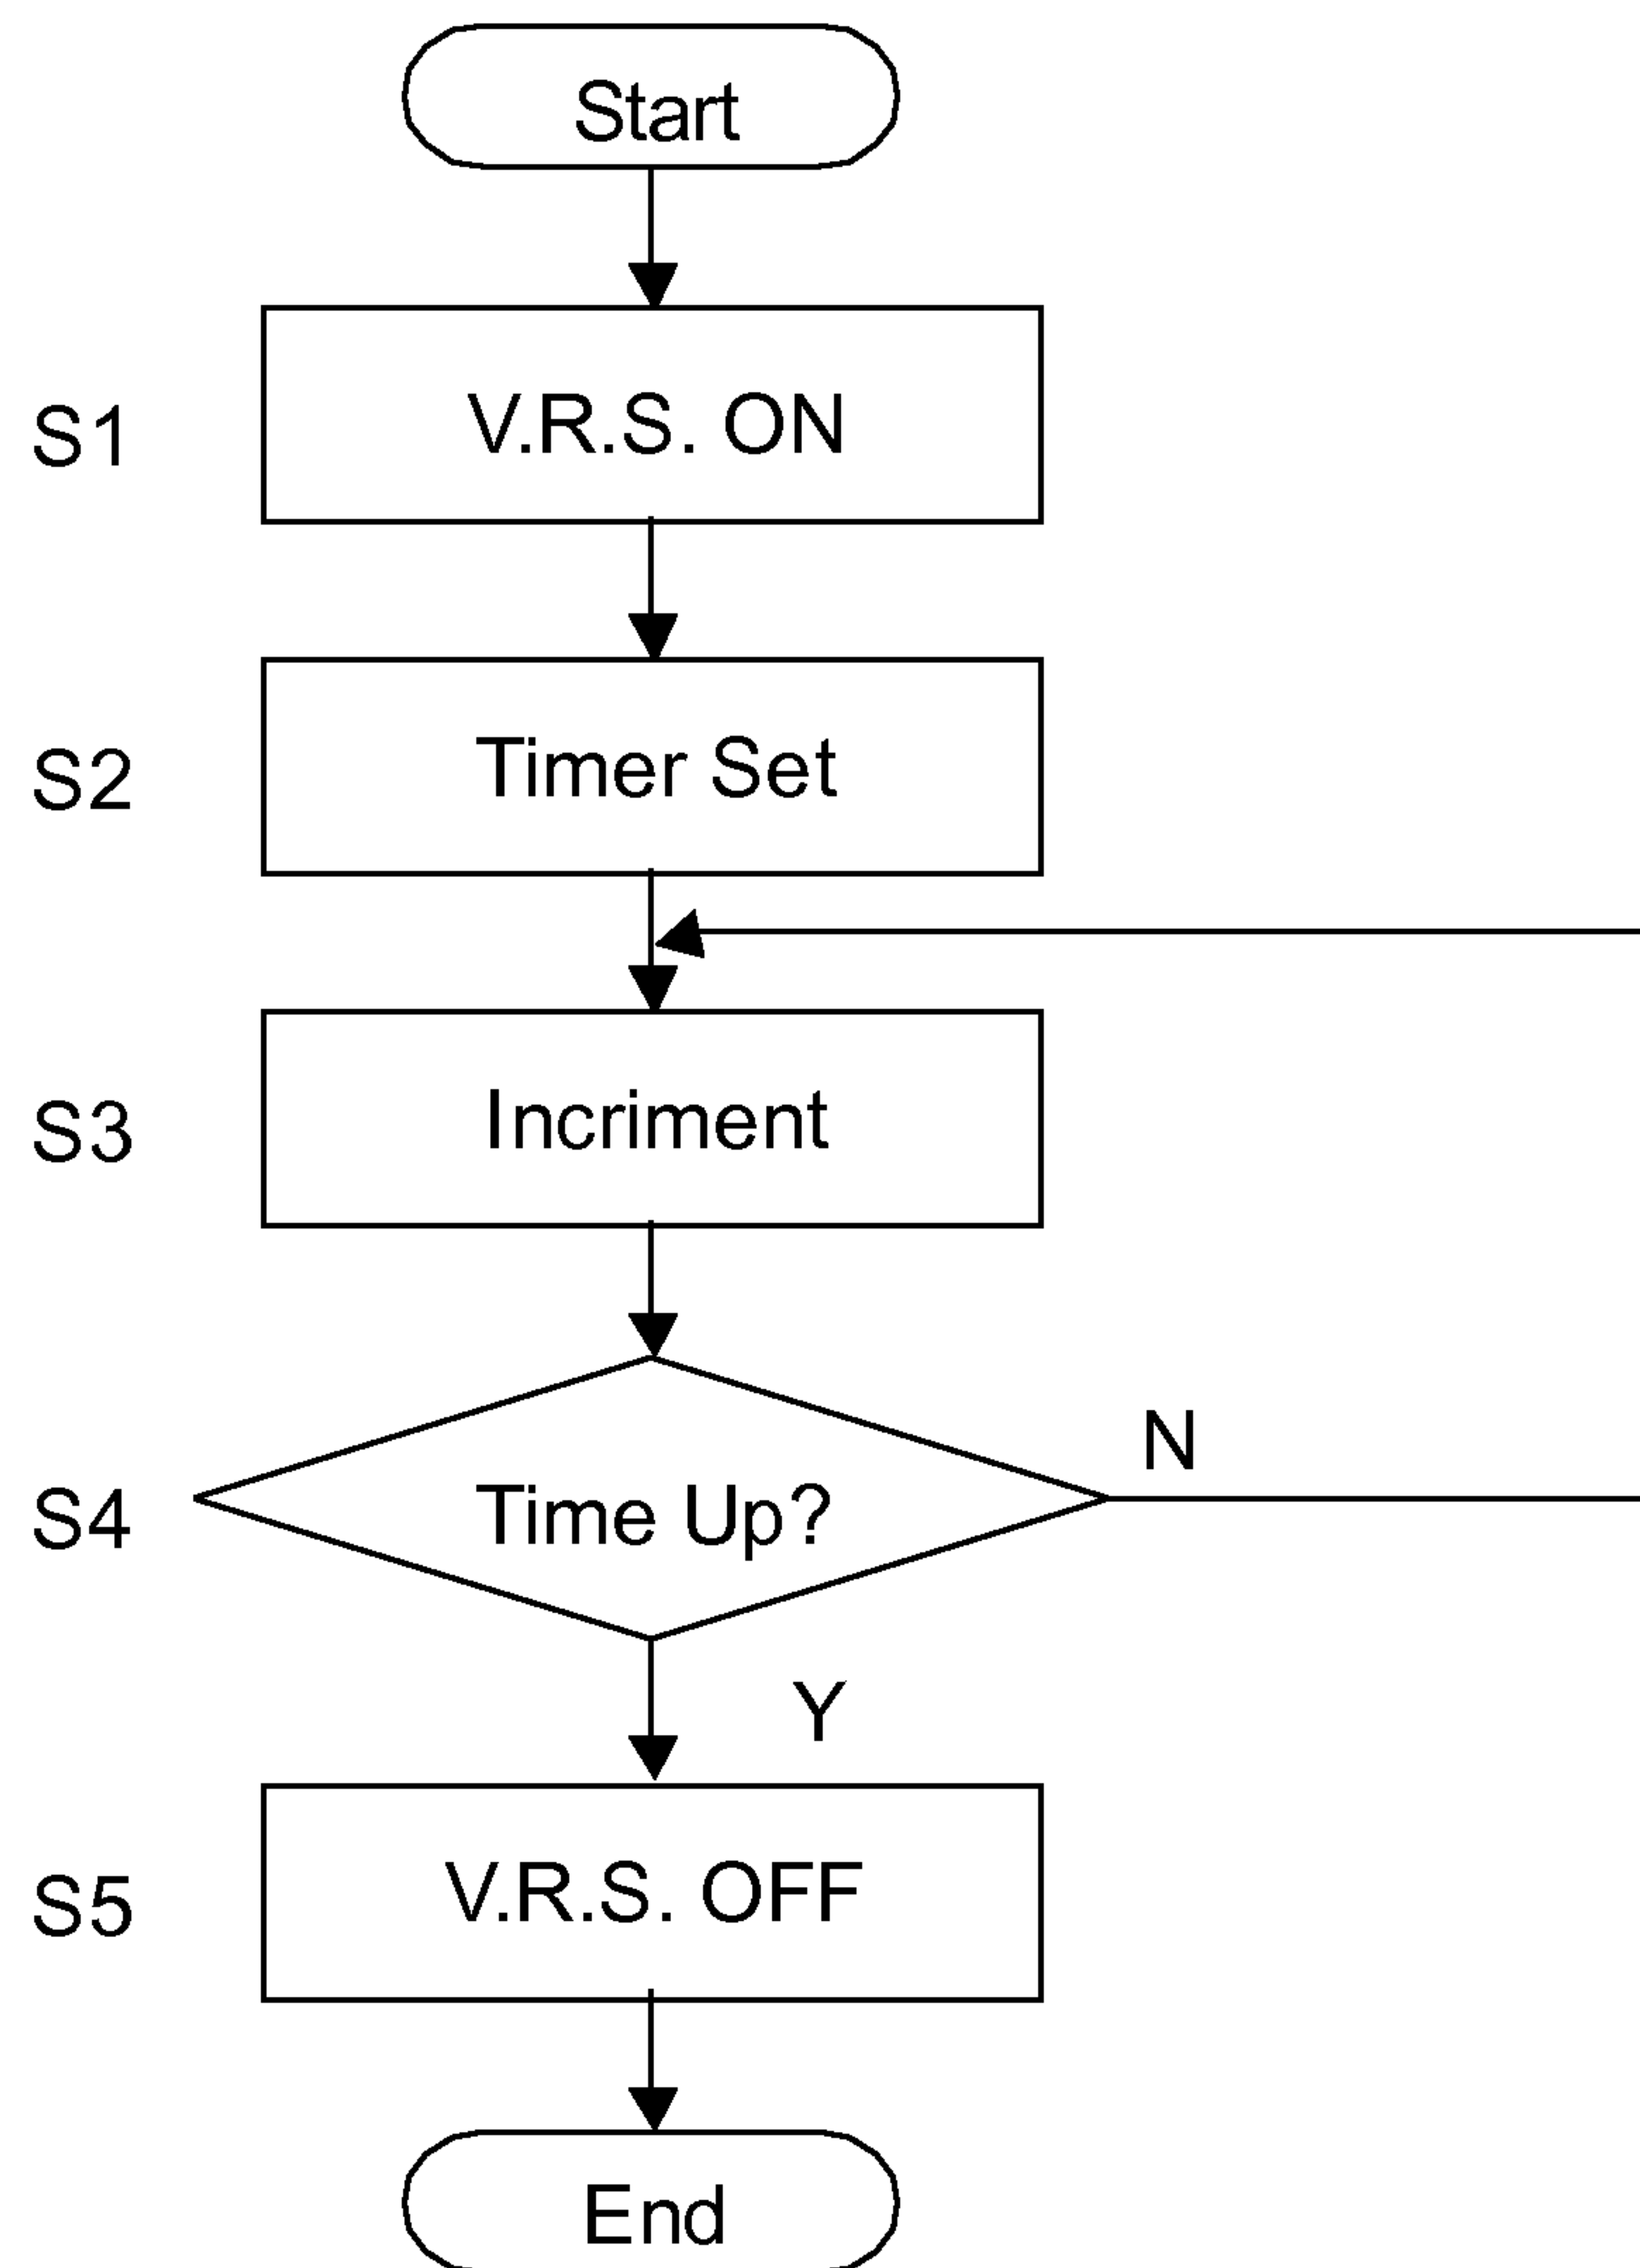 Start
S1
V.R.S. ON
S2
Timer Set
S3
Incriment
S4
Time Up?
N
Y
S5
V.R.S. OFF
End